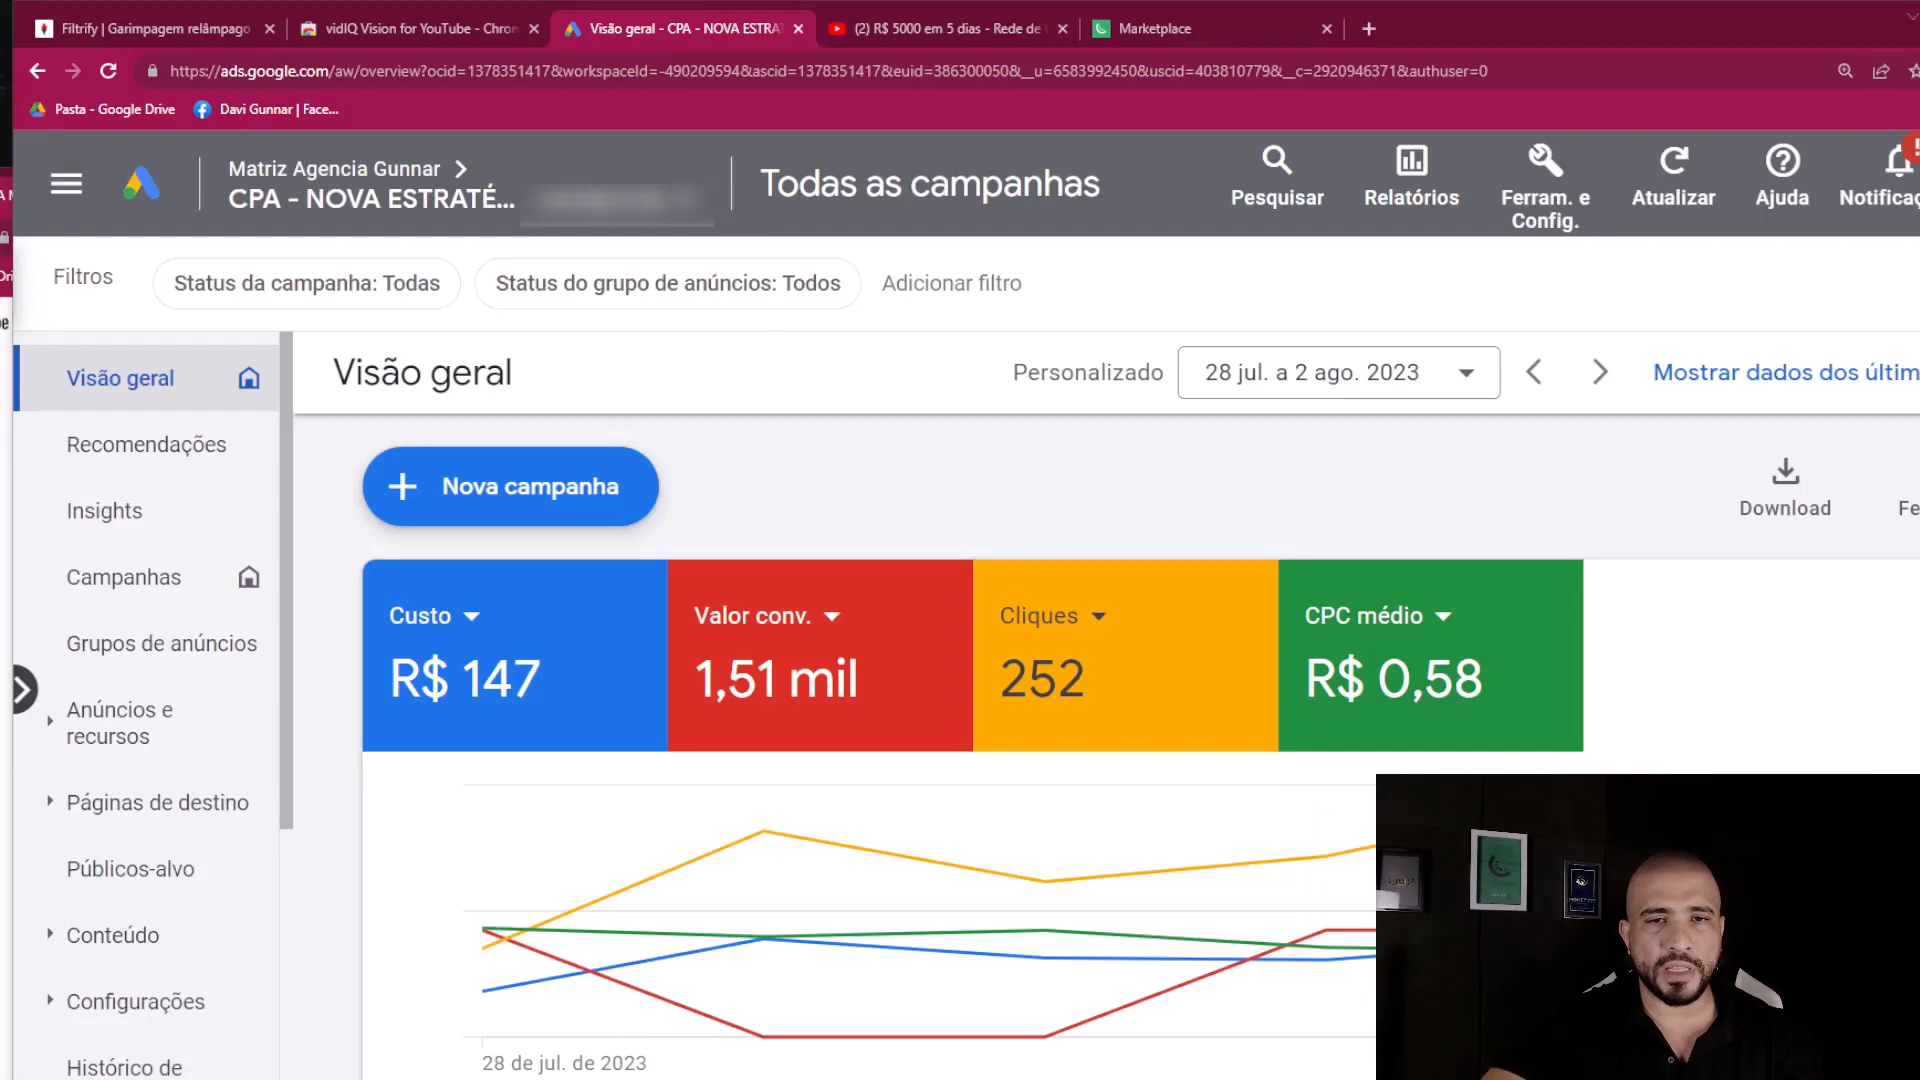 Filtrify | Garimpagem relâmpago
vidIQ Vision for YouTube - Chron
Visão geral - CPA - NOVA ESTRA
(2) R$ 5000 em 5 dias - Rede de
Marketplace
https://ads.google.com/aw/overview?ocid=1378351417&workspaceId=-490209594&ascid=1378351417&euid=386300050&__u=6583992450&uscid=403810779&__c=2920946371&authuser=0
Pasta - Google Drive
Davi Gunnar | Face...
Matriz Agencia Gunnar
CPA - NOVA ESTRATÉ...
Todas as campanhas
Pesquisar
Relatórios
Ferram. e
Config.
Atualizar
Ajuda
Notificaç
Filtros
Status da campanha: Todas
Status do grupo de anúncios: Todos
Adicionar filtro
Visão geral
Recomendações
Insights
Campanhas
Grupos de anúncios
Anúncios e
recursos
Páginas de destino
Públicos-alvo
Conteúdo
Configurações
Histórico de
Visão geral
Personalizado
28 jul. a 2 ago. 2023
Mostrar dados dos últim
Nova campanha
Download
Fe
Custo
R$ 147
Valor conv.
1,51 mil
Cliques
252
CPC médio
R$ 0,58
28 de jul. de 2023